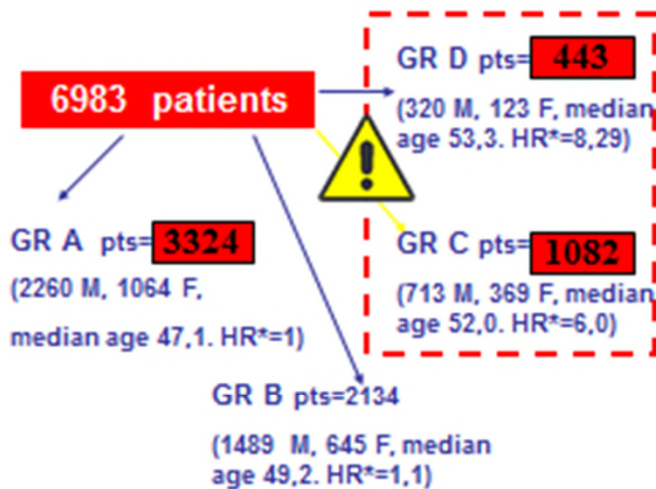 6983 patients
GR D pts= 443
(320 M, 123 F, median
age 53,3. HR*=8,29)
!
GR A pts= 3324
(2260 M, 1064 F,
median age 47,1. HR*=1)
GR C pts= 1082
(713 M, 369 F, median
age 52,0. HR*=6,0)
GR B pts=2134
(1489 M, 645 F, median
age 49,2. HR*=1,1)